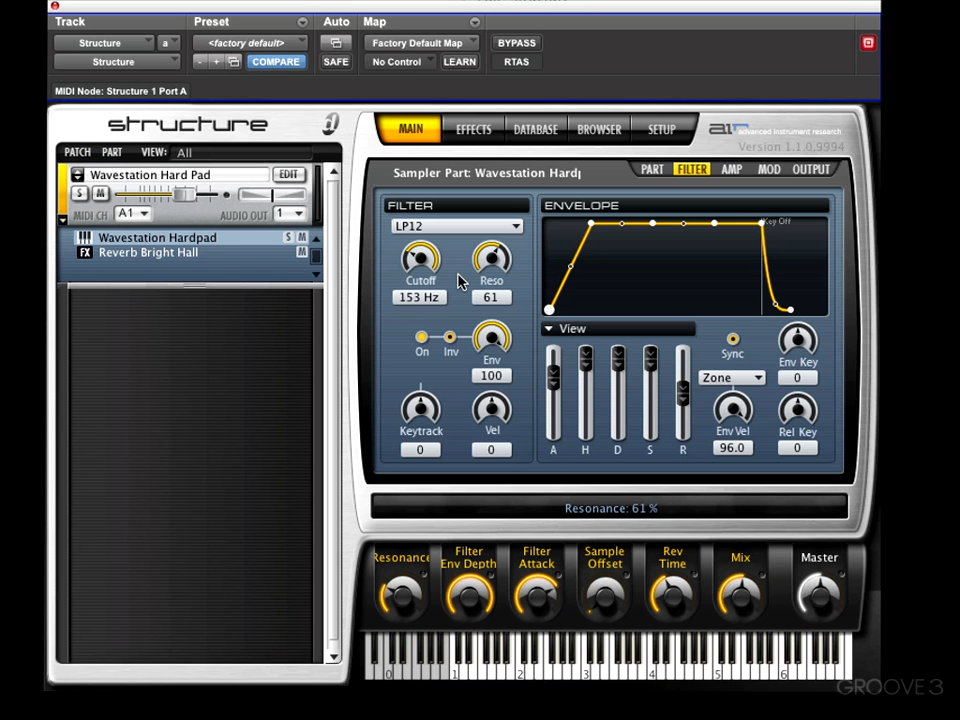 Track Preset Auto Map
Structure a <factory default> Factory Default Map BYPASS
Structure - + COMPARE SAFE No Control LEARN RTAS
MIDI Node: Structure 1 Port A
structure
MAIN EFFECTS DATABASE BROWSER SETUP
air advanced instrument research
Version 1.1.0,9994
PATCH PART VIEW: All
Wavestation Hard Pad EDIT
S M
MIDI CH A1 AUDIO OUT 1
Wavestation Hardpad S M
FX Reverb Bright Hall M
Sampler Part: Wavestation Hardp
PART FILTER AMP MOD OUTPUT
FILTER
LP12
Cutoff Reso
153 Hz 61
On Inv Env
100
Keytrack Vel
0 0
ENVELOPE
Key Off
View
Sync
Env Key
Zone 0
Env Vel Rel Key
96.0 0
A H D S R
Resonance: 61 %
Resonance
Filter Env Depth
Filter Attack
Sample Offset
Rev Time
Mix
Master
0 1 2 3 4 5 6
GROOVE 3